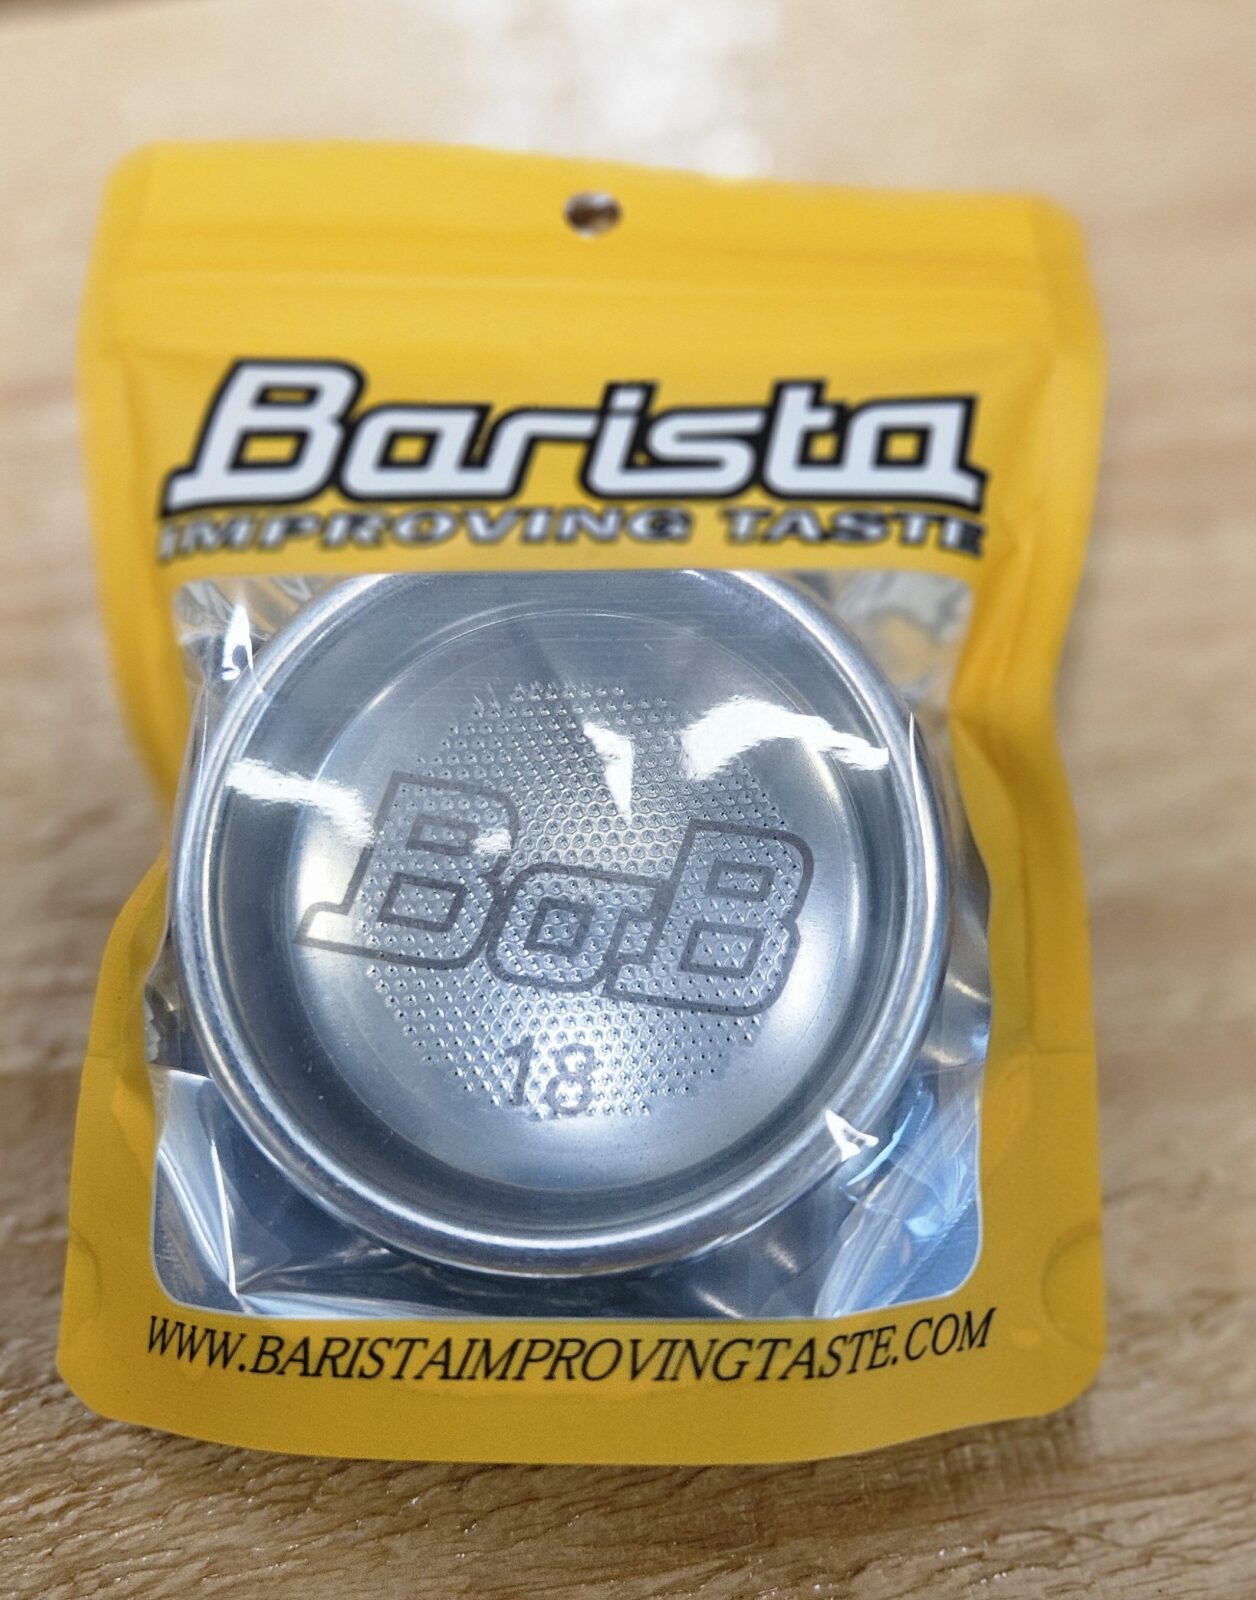 Barista
IMPROVING TASTE
BaB
18
WWW.BARISTAIMPROVINGTASTE.COM